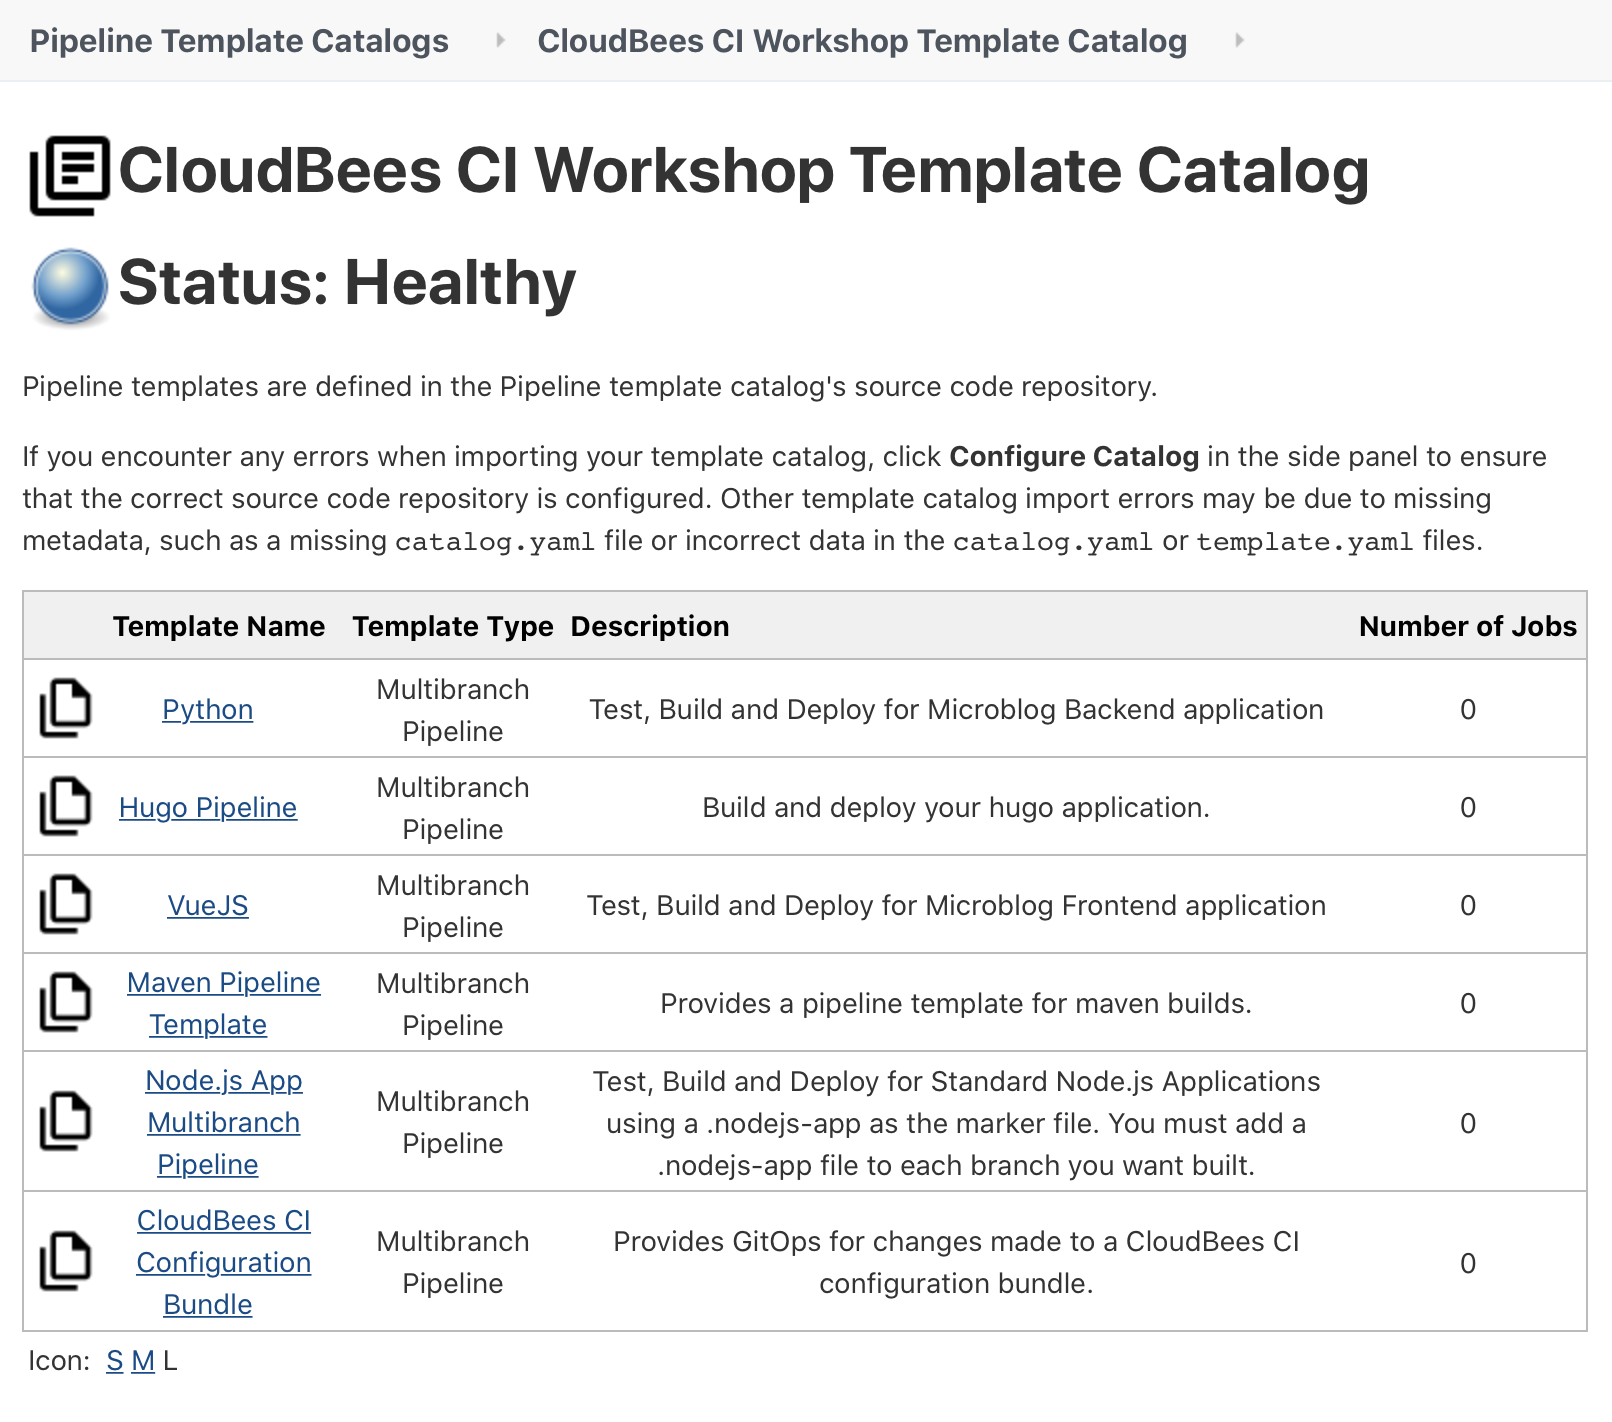 Pipeline Template Catalogs CloudBees CI Workshop Template Catalog
CloudBees CI Workshop Template Catalog
Status: Healthy
Pipeline templates are defined in the Pipeline template catalog's source code repository.
If you encounter any errors when importing your template catalog, click Configure Catalog in the side panel to ensure
that the correct source code repository is configured. Other template catalog import errors may be due to missing
metadata, such as a missing catalog.yaml file or incorrect data in the catalog.yaml or template.yaml files.
Template Name Template Type Description Number of Jobs
Python
Multibranch
Pipeline
Test, Build and Deploy for Microblog Backend application
0
Hugo Pipeline
Multibranch
Pipeline
Build and deploy your hugo application.
0
VueJS
Multibranch
Pipeline
Test, Build and Deploy for Microblog Frontend application
0
Maven Pipeline
Template
Multibranch
Pipeline
Provides a pipeline template for maven builds.
0
Node.js App
Multibranch
Pipeline
Multibranch
Pipeline
Test, Build and Deploy for Standard Node.js Applications
using a .nodejs-app as the marker file. You must add a
.nodejs-app file to each branch you want built.
0
CloudBees CI
Configuration
Bundle
Multibranch
Pipeline
Provides GitOps for changes made to a CloudBees CI
configuration bundle.
0
Icon: S M L